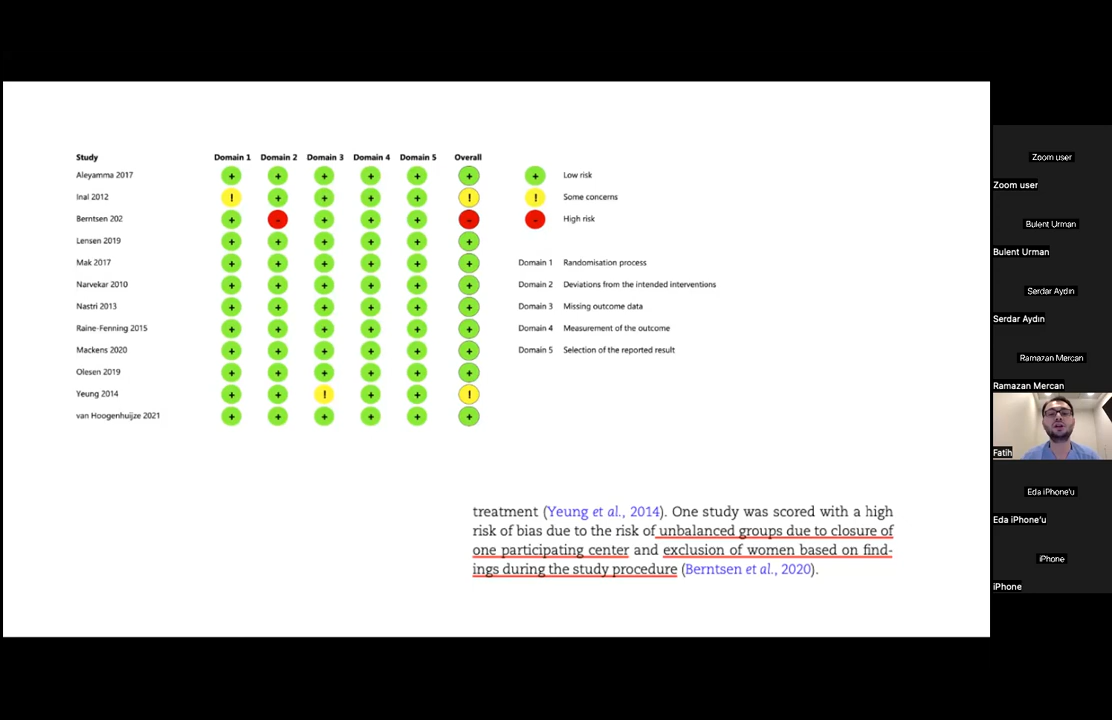 Study Domain 1 Domain 2 Domain 3 Domain 4 Domain 5 Overall
Aleyamma 2017 + + + + + + + Low risk
Inal 2012 ! + + + + ! ! Some concerns
Berntsen 202 + - + + + - - High risk
Lensen 2019 + + + + + +
Mak 2017 + + + + + + Domain 1 Randomisation process
Narvekar 2010 + + + + + + Domain 2 Deviations from the intended interventions
Nastri 2013 + + + + + + Domain 3 Missing outcome data
Raine-Fenning 2015 + + + + + + Domain 4 Measurement of the outcome
Mackens 2020 + + + + + + Domain 5 Selection of the reported result
Olesen 2019 + + + + + +
Yeung 2014 + + ! + + !
van Hoogenhuijze 2021 + + + + + +
treatment (Yeung et al., 2014). One study was scored with a high
risk of bias due to the risk of unbalanced groups due to closure of
one participating center and exclusion of women based on find-
ings during the study procedure (Berntsen et al., 2020).
Zoom user
Zoom user
Bulent Urman
Bulent Urman
Serdar Aydın
Serdar Aydın
Ramazan Mercan
Ramazan Mercan
Fatih
Eda iPhone'u
Eda iPhone'u
iPhone
iPhone